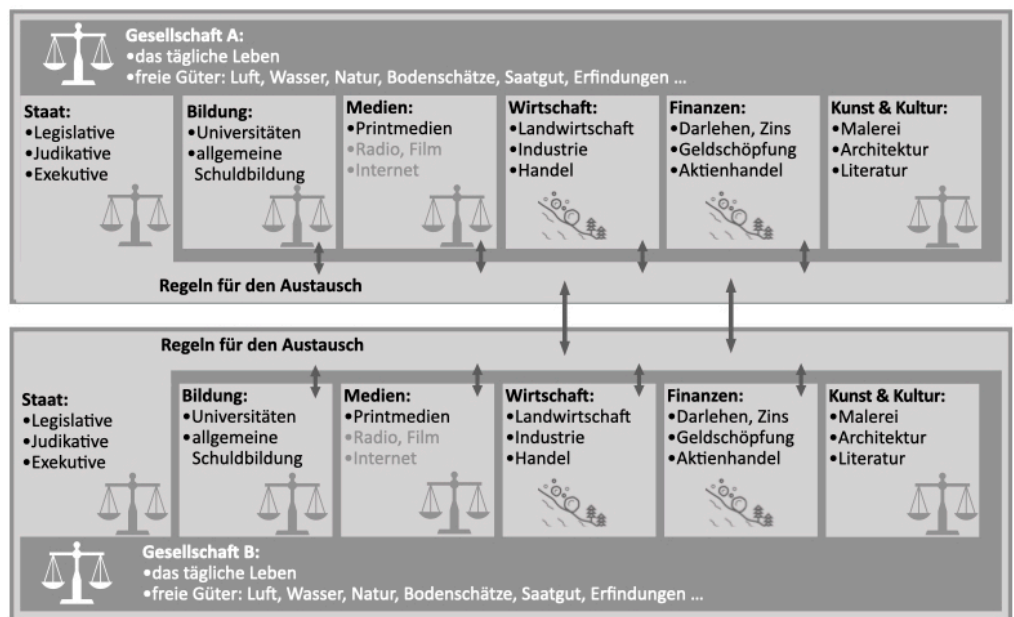 Gesellschaft A:
•das tägliche Leben
•freie Güter: Luft, Wasser, Natur, Bodenschätze, Saatgut, Erfindungen ...
Staat:
•Legislative
•Judikative
•Exekutive
Bildung:
•Universitäten
•allgemeine
Schuldbildung
Medien:
•Printmedien
•Radio, Film
•Internet
Wirtschaft:
•Landwirtschaft
•Industrie
•Handel
Finanzen:
•Darlehen, Zins
•Geldschöpfung
•Aktienhandel
Kunst & Kultur:
•Malerei
•Architektur
•Literatur
Regeln für den Austausch
Regeln für den Austausch
Staat:
•Legislative
•Judikative
•Exekutive
Bildung:
•Universitäten
•allgemeine
Schuldbildung
Medien:
•Printmedien
•Radio, Film
•Internet
Wirtschaft:
•Landwirtschaft
•Industrie
•Handel
Finanzen:
•Darlehen, Zins
•Geldschöpfung
•Aktienhandel
Kunst & Kultur:
•Malerei
•Architektur
•Literatur
Gesellschaft B:
•das tägliche Leben
•freie Güter: Luft, Wasser, Natur, Bodenschätze, Saatgut, Erfindungen ...